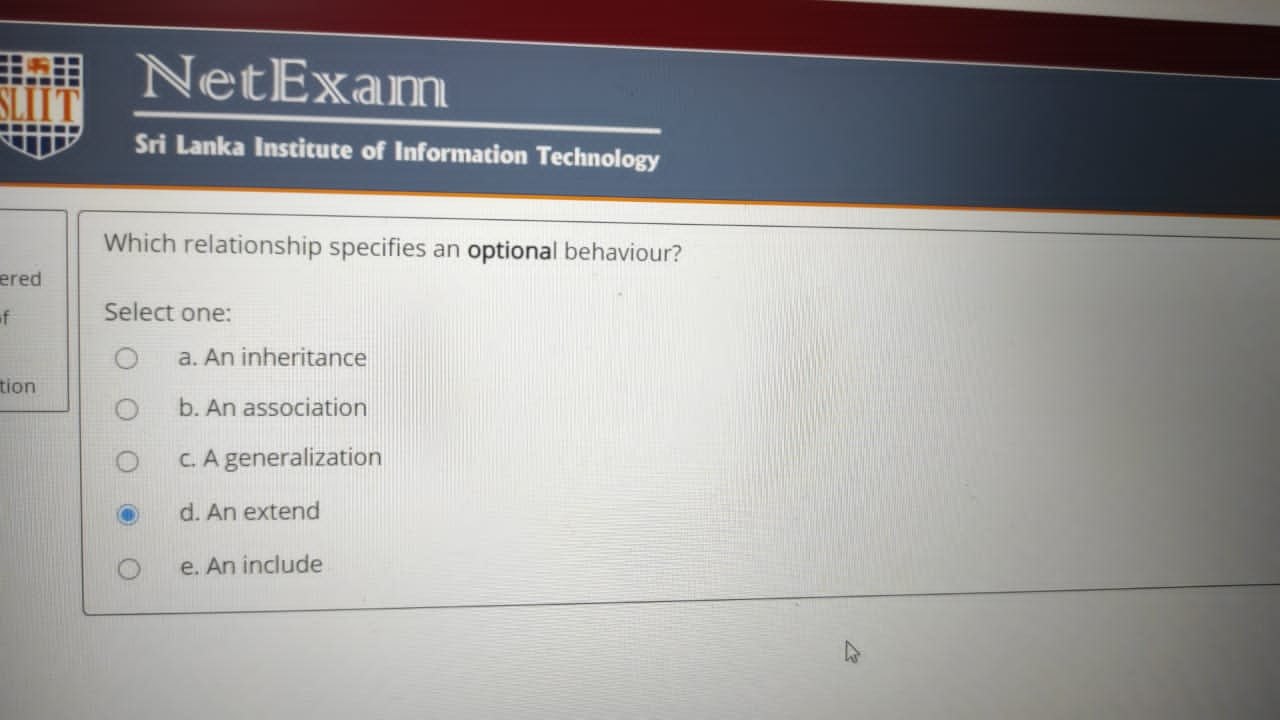 SLIIT
NetExam
Sri Lanka Institute of Information Technology
ered
of
tion
Which relationship specifies an optional behaviour?
Select one:
a. An inheritance
b. An association
c. A generalization
d. An extend
e. An include